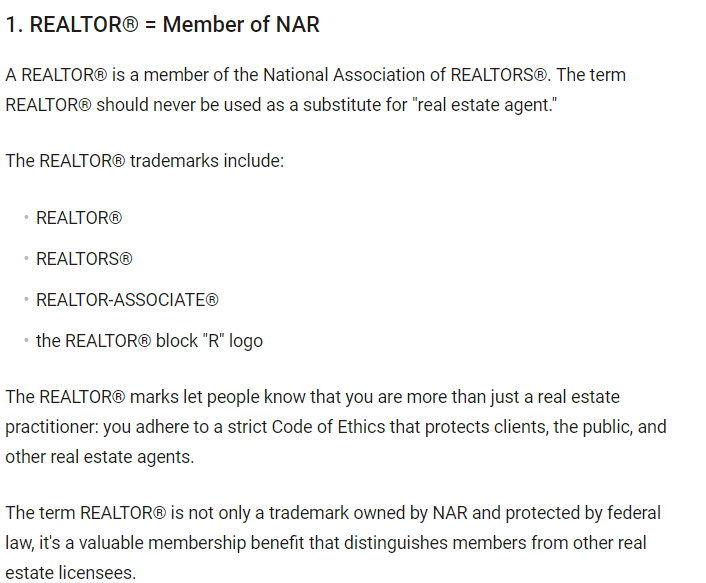 1. REALTOR® = Member of NAR
A REALTOR® is a member of the National Association of REALTORS®. The term
REALTOR® should never be used as a substitute for "real estate agent."
The REALTOR® trademarks include:
• REALTOR®
• REALTORS®
• REALTOR-ASSOCIATE®
• the REALTOR® block "R" logo
The REALTOR® marks let people know that you are more than just a real estate
practitioner: you adhere to a strict Code of Ethics that protects clients, the public, and
other real estate agents.
The term REALTOR® is not only a trademark owned by NAR and protected by federal
law, it's a valuable membership benefit that distinguishes members from other real
estate licensees.